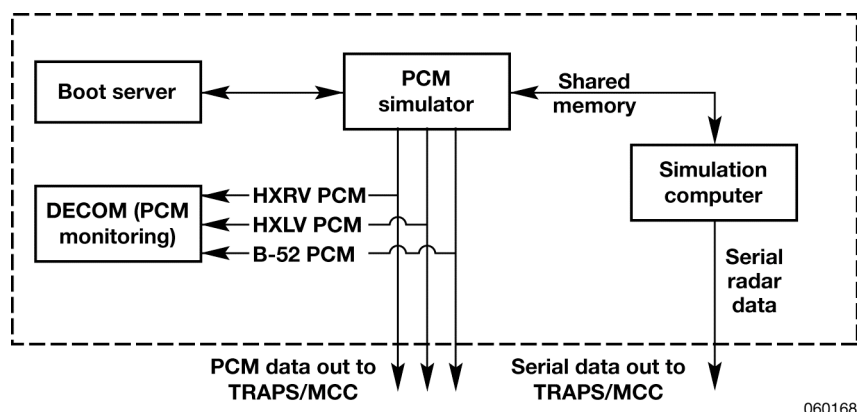 Boot server
PCM
simulator
Shared
memory
Simulation
computer
DECOM (PCM
monitoring)
HXRV PCM
HXLV PCM
B-52 PCM
Serial
radar
data
PCM data out to
TRAPS/MCC
Serial data out to
TRAPS/MCC
060168